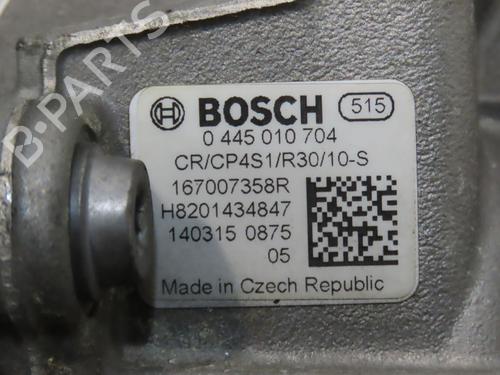 B-PARTS
BOSCH 515
0 445 010 704
CR/CP4S1/R30/10-S
167007358R
H8201434847
140315 0875
05
Made in Czech Republic